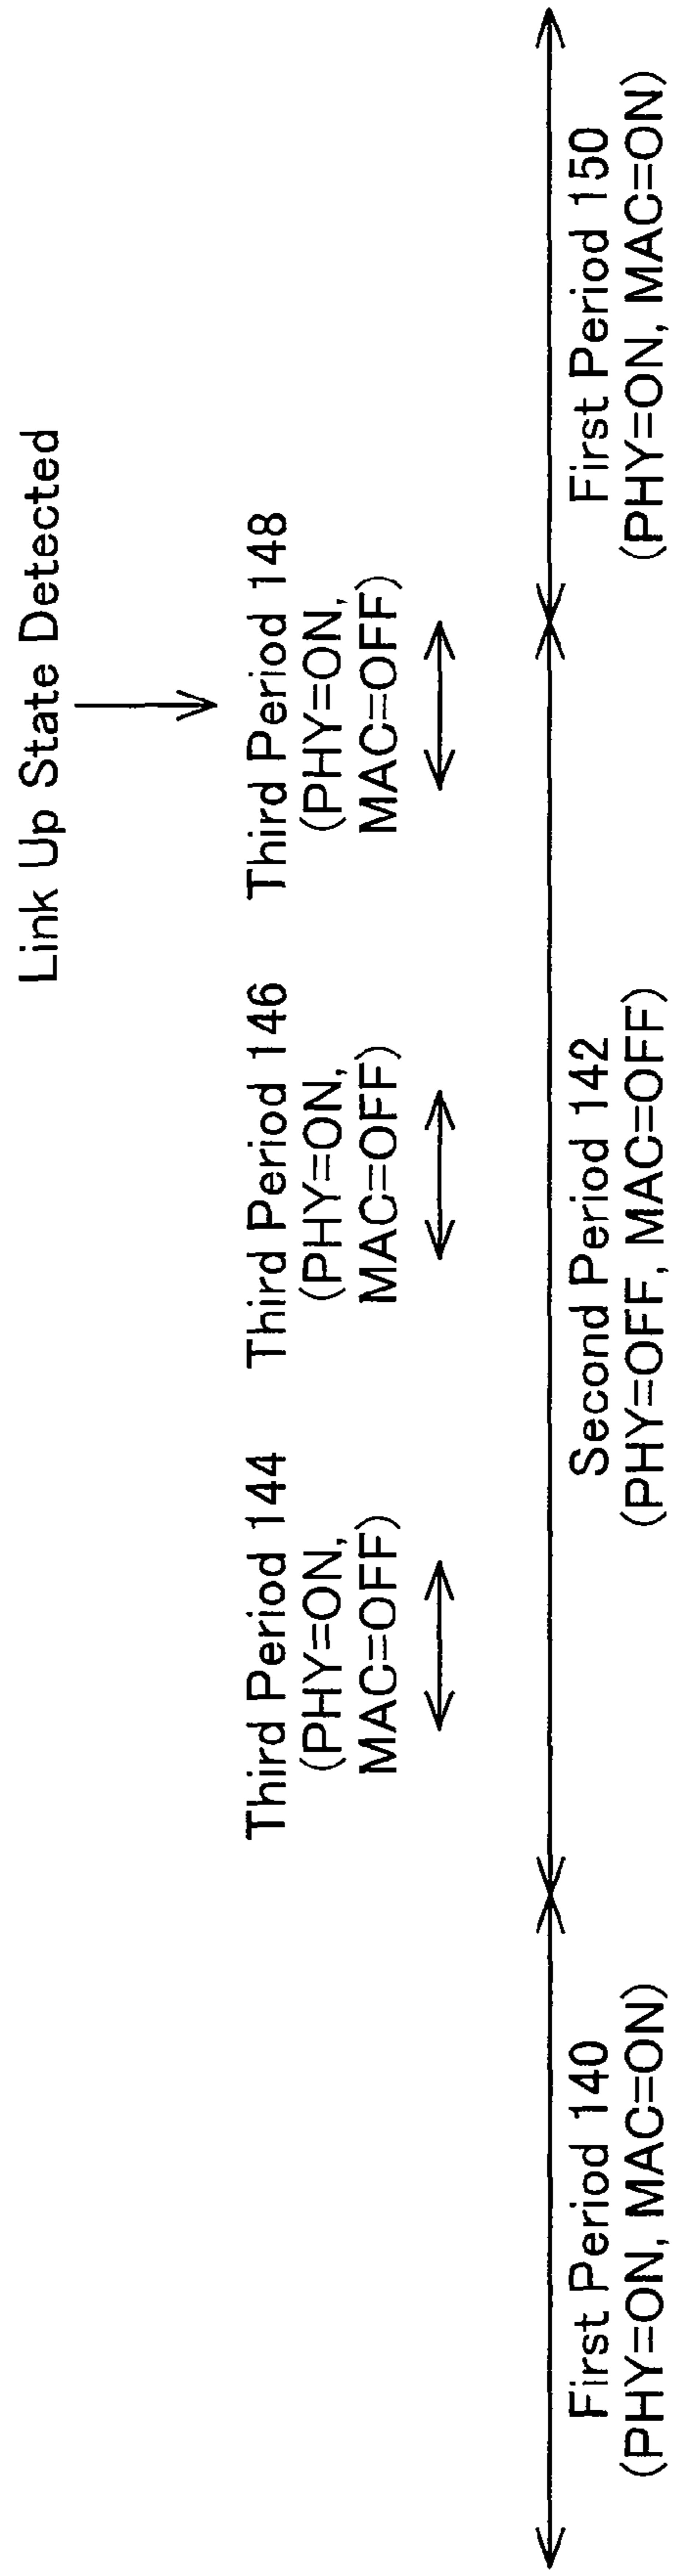 Link Up State Detected
Third Period 144
(PHY=ON,
MAC=OFF)
Third Period 146
(PHY=ON,
MAC=OFF)
Third Period 148
(PHY=ON,
MAC=OFF)
First Period 140
(PHY=ON, MAC=ON)
Second Period 142
(PHY=OFF, MAC=OFF)
First Period 150
(PHY=ON, MAC=ON)